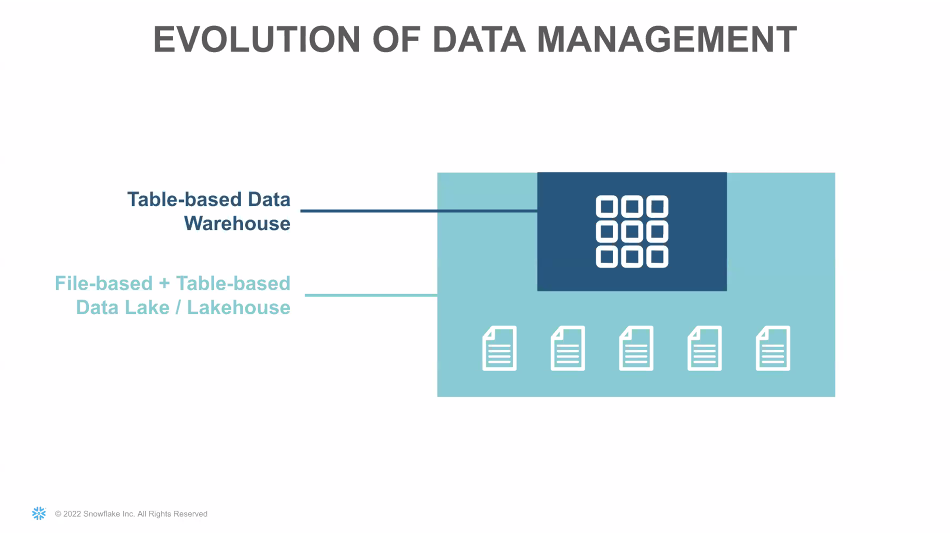 EVOLUTION OF DATA MANAGEMENT
Table-based Data
Warehouse
File-based + Table-based
Data Lake / Lakehouse
© 2022 Snowflake Inc. All Rights Reserved